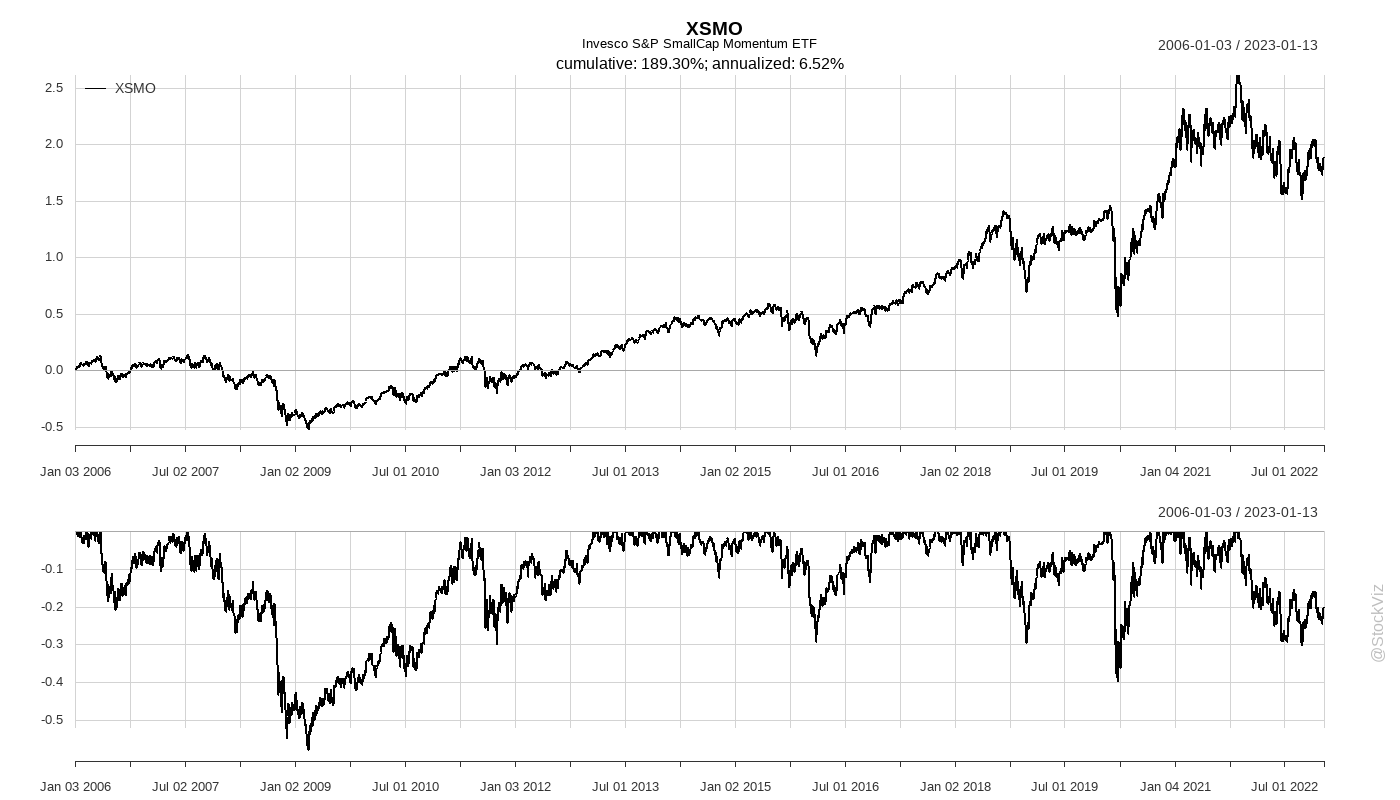 XSMO
Invesco S&P SmallCap Momentum ETF
2006-01-03 / 2023-01-13
cumulative: 189.30%; annualized: 6.52%
XSMO
2.5
2.0
1.5
1.0
0.5
0.0
-0.5
Jan 03 2006 Jul 02 2007 Jan 02 2009 Jul 01 2010 Jan 03 2012 Jul 01 2013 Jan 02 2015 Jul 01 2016 Jan 02 2018 Jul 01 2019 Jan 04 2021 Jul 01 2022
2006-01-03 / 2023-01-13
-0.1
-0.2
-0.3
-0.4
-0.5
Jan 03 2006 Jul 02 2007 Jan 02 2009 Jul 01 2010 Jan 03 2012 Jul 01 2013 Jan 02 2015 Jul 01 2016 Jan 02 2018 Jul 01 2019 Jan 04 2021 Jul 01 2022
@StockViz